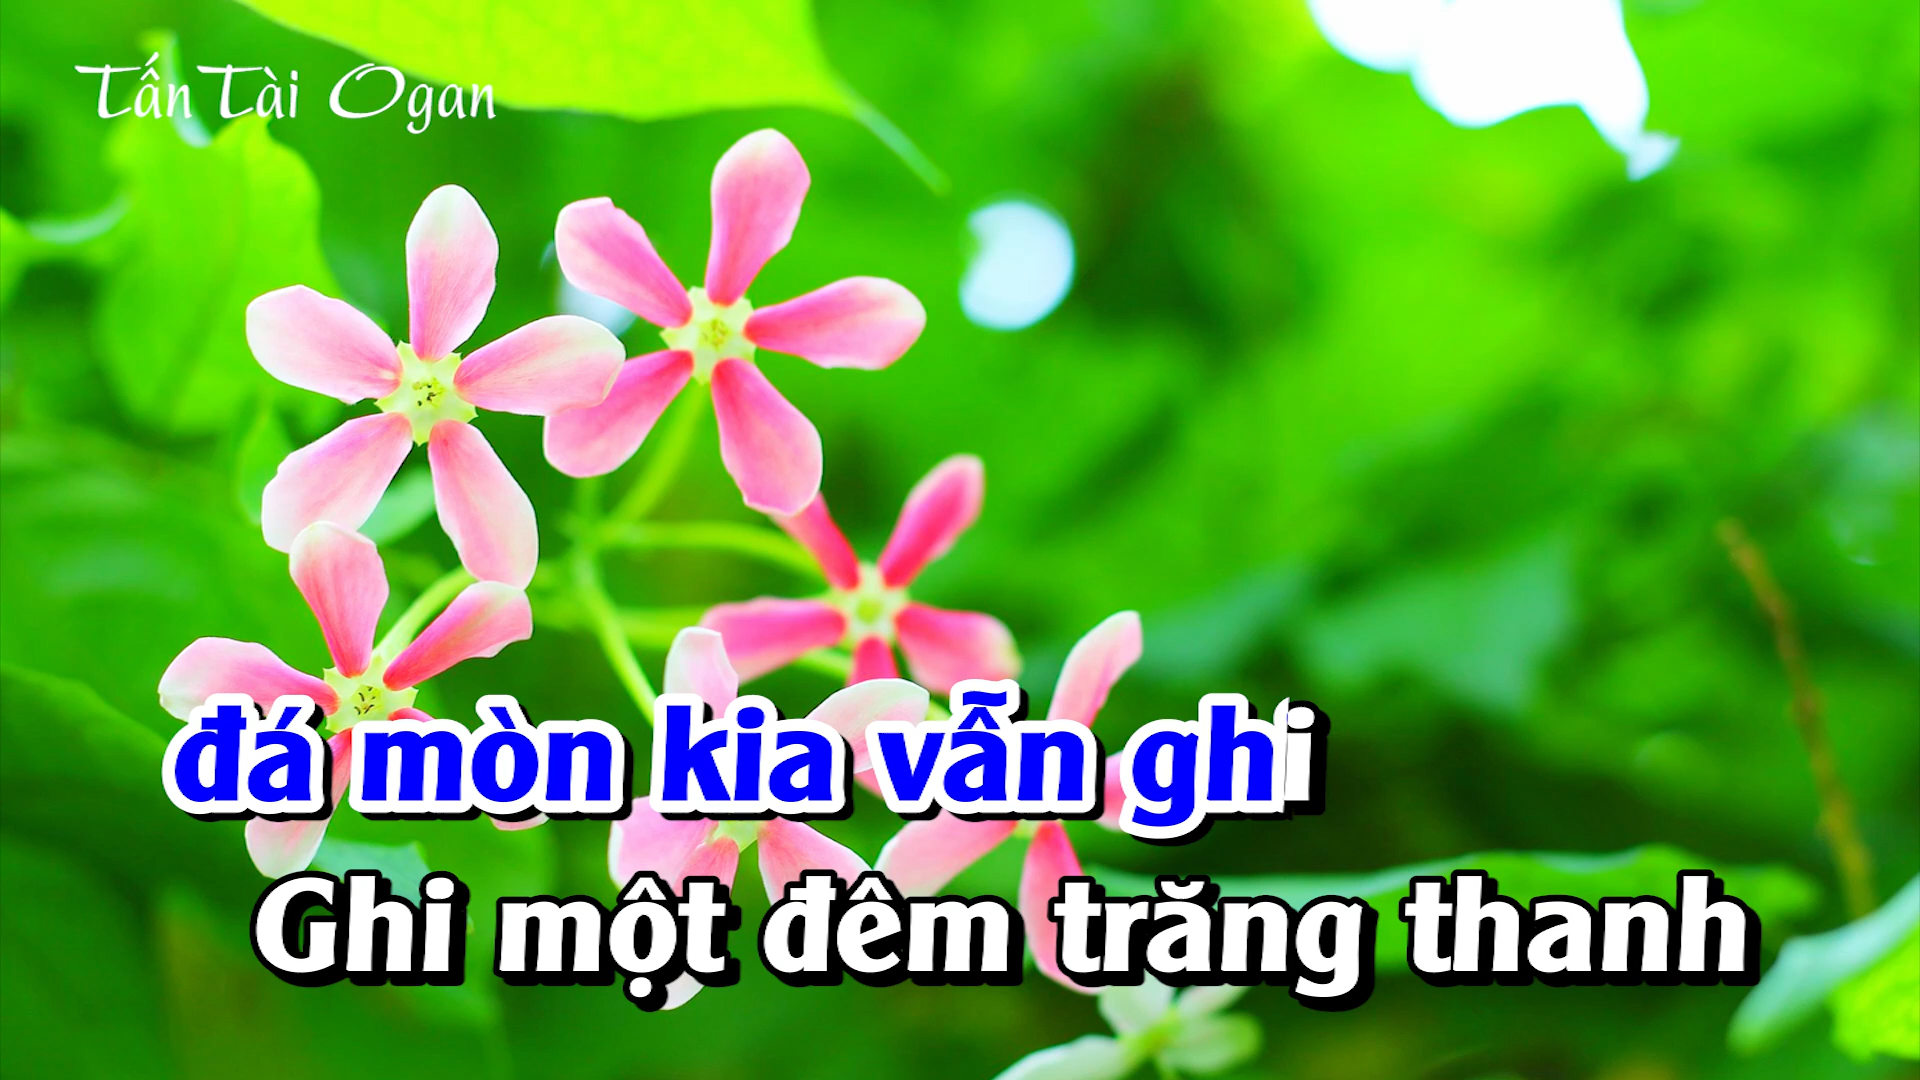 Tấn Tài Ogan
đá mòn kia vẫn ghi
Ghi một đêm trăng thanh